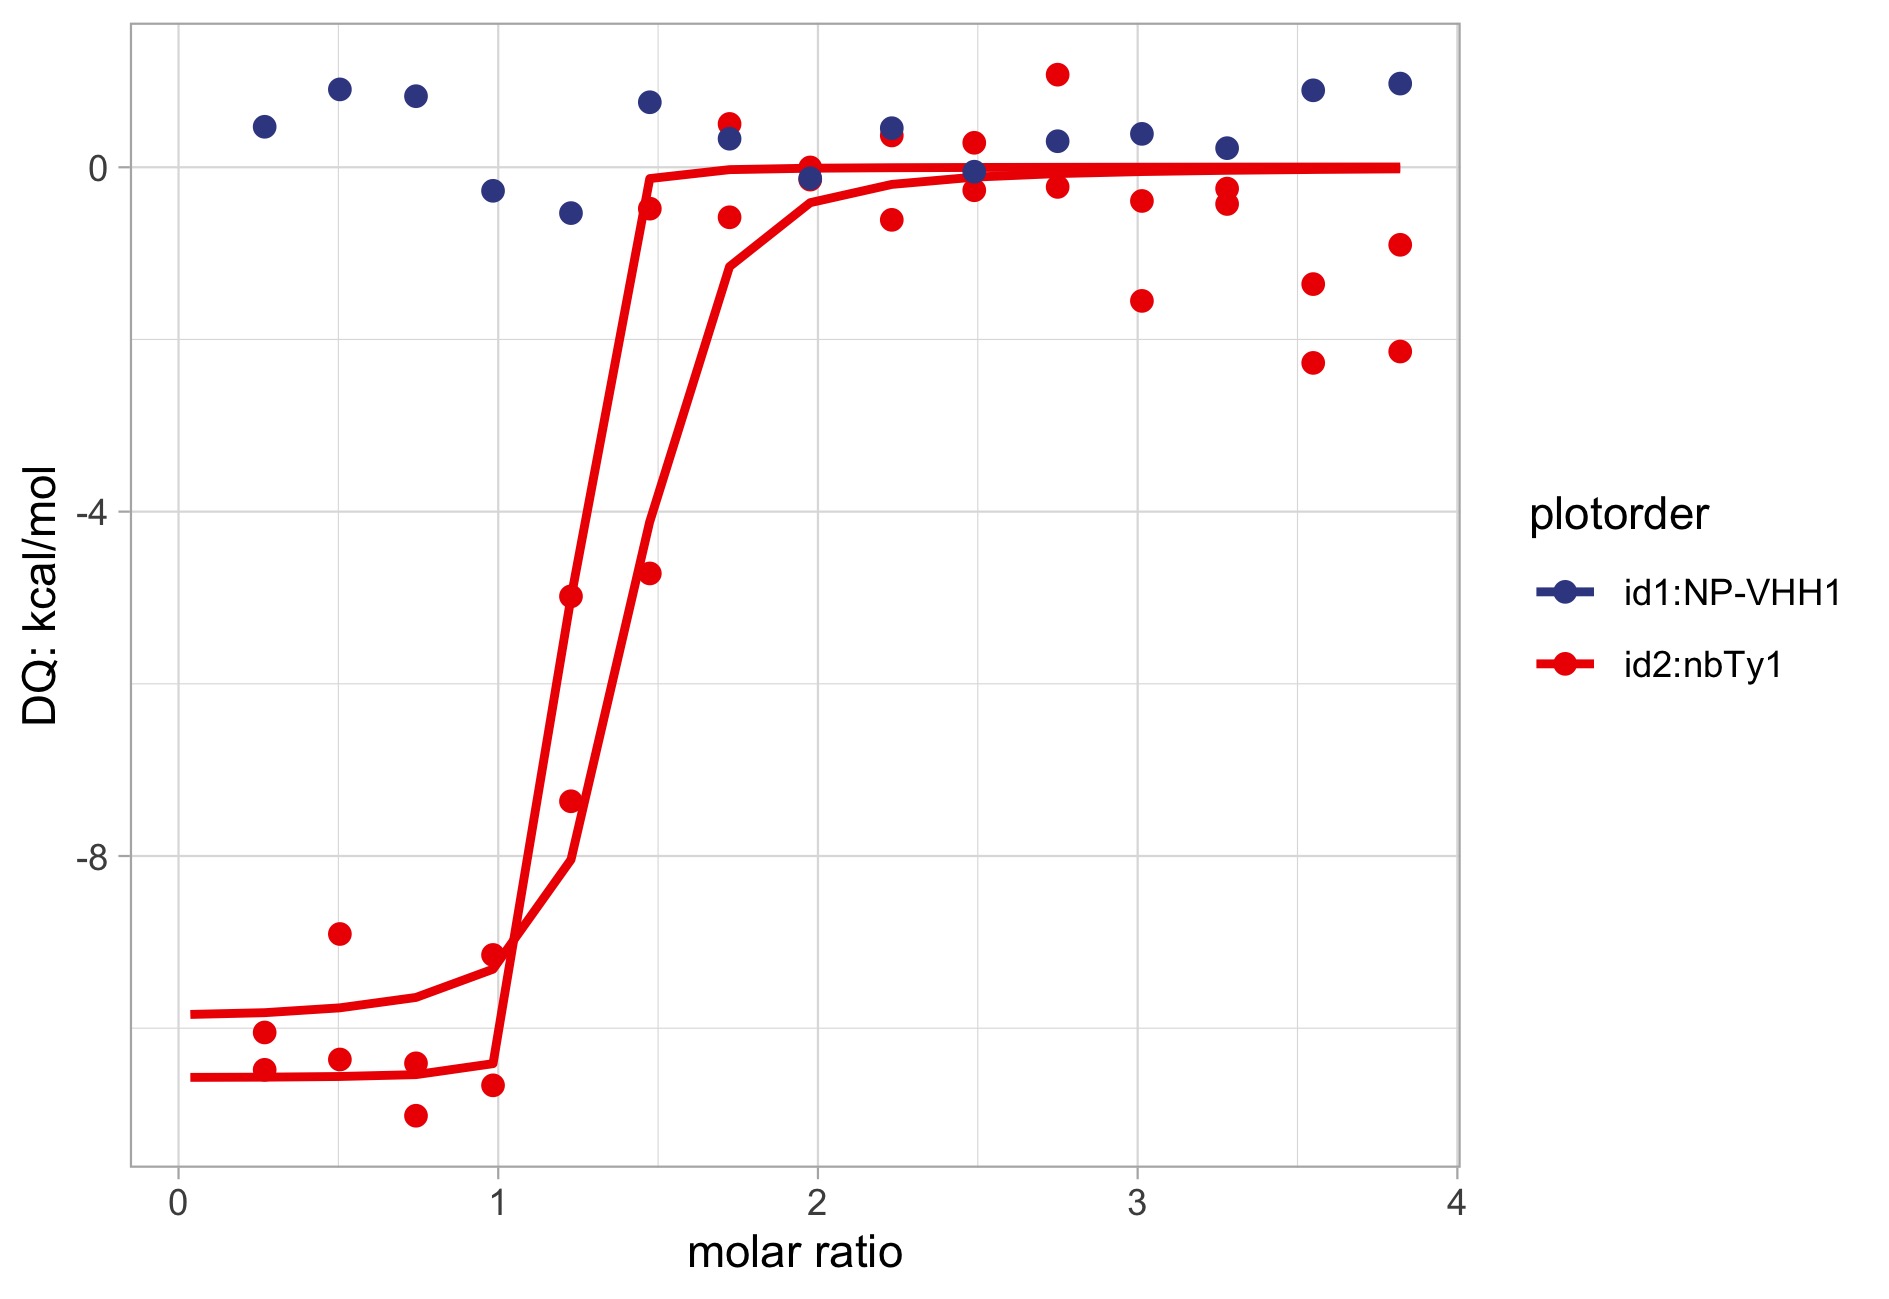 0
-4
-8
DQ: kcal/mol
0
1
2
3
4
molar ratio
plotorder
id1:NP-VHH1
id2:nbTy1